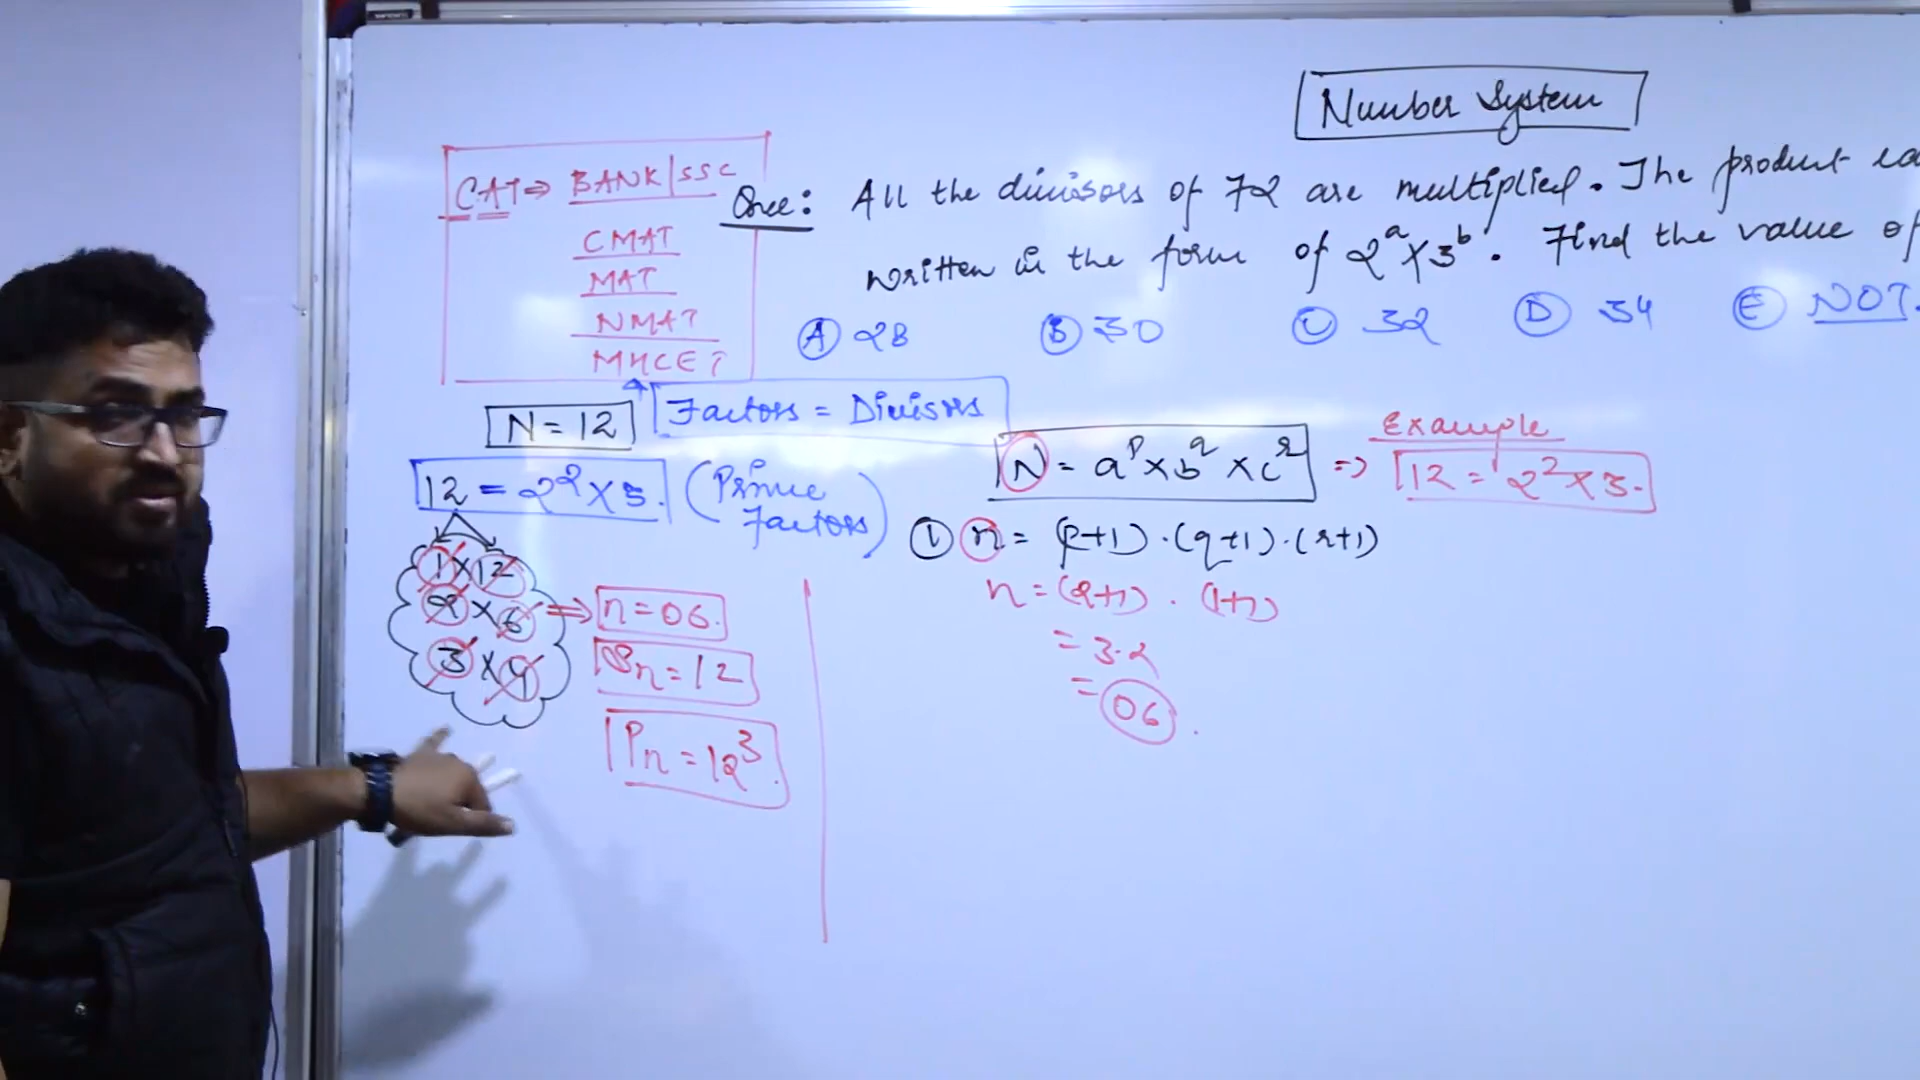 Number System
CAT ⇒ BANK|SSC
CMAT
MAT
NMAT
MHCET
Que: All the divisors of 72 are multiplied. The product
written in the form of 2^a × 3^b. Find the value of
(A) 28 (B) 30 (C) 32 (D) 34 (E) NOT
N = 12
Factors = Divisors
12 = 2^2 × 3. (Prime Factors)
1 × 12
2 × 6 ⇒ n = 06.
3 × 4
Sn = 12
Pn = 12^3.
N = a^p × b^q × c^r ⇒
Example
12 = 2^2 × 3.
(1) n = (p+1) · (q+1) · (r+1)
n = (2+1) · (1+1)
= 3·2
= 06.